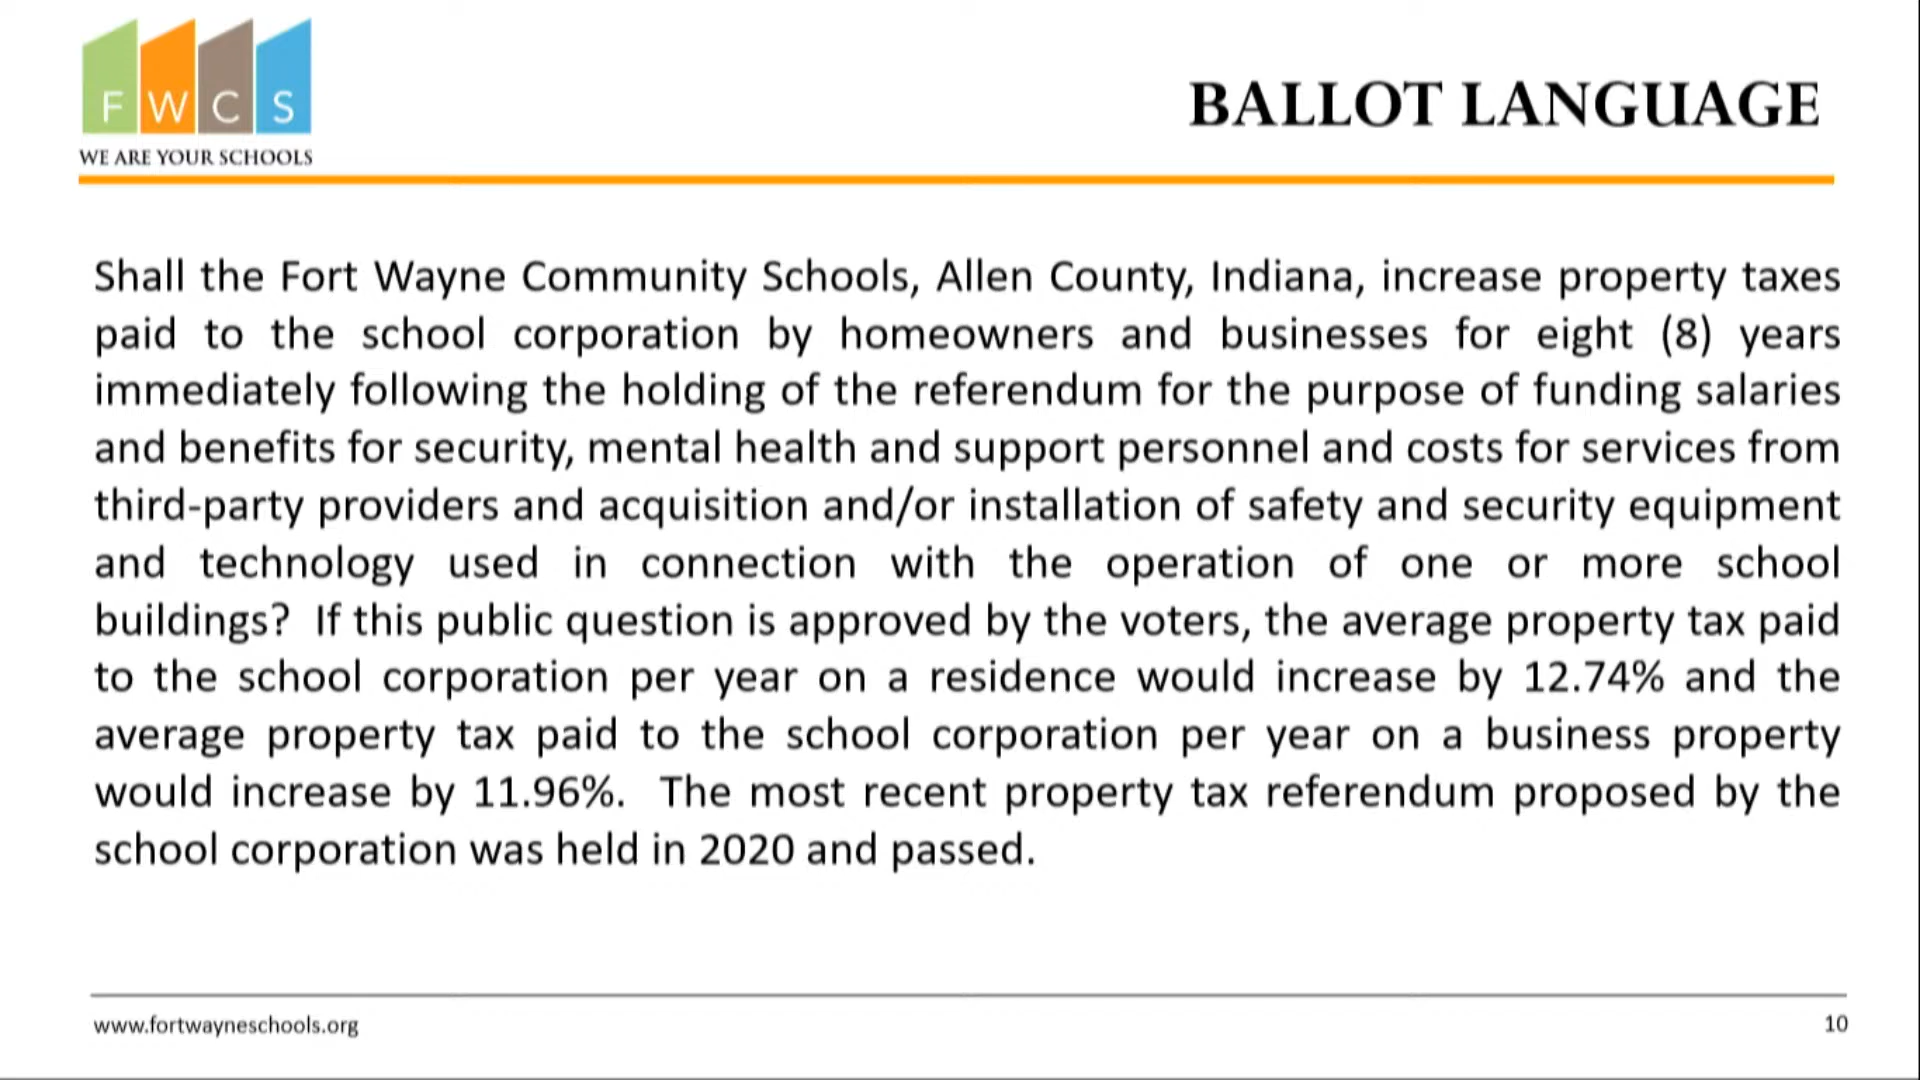 F W C S
WE ARE YOUR SCHOOLS
BALLOT LANGUAGE
Shall the Fort Wayne Community Schools, Allen County, Indiana, increase property taxes
paid to the school corporation by homeowners and businesses for eight (8) years
immediately following the holding of the referendum for the purpose of funding salaries
and benefits for security, mental health and support personnel and costs for services from
third-party providers and acquisition and/or installation of safety and security equipment
and technology used in connection with the operation of one or more school
buildings? If this public question is approved by the voters, the average property tax paid
to the school corporation per year on a residence would increase by 12.74% and the
average property tax paid to the school corporation per year on a business property
would increase by 11.96%. The most recent property tax referendum proposed by the
school corporation was held in 2020 and passed.
www.fortwayneschools.org
10